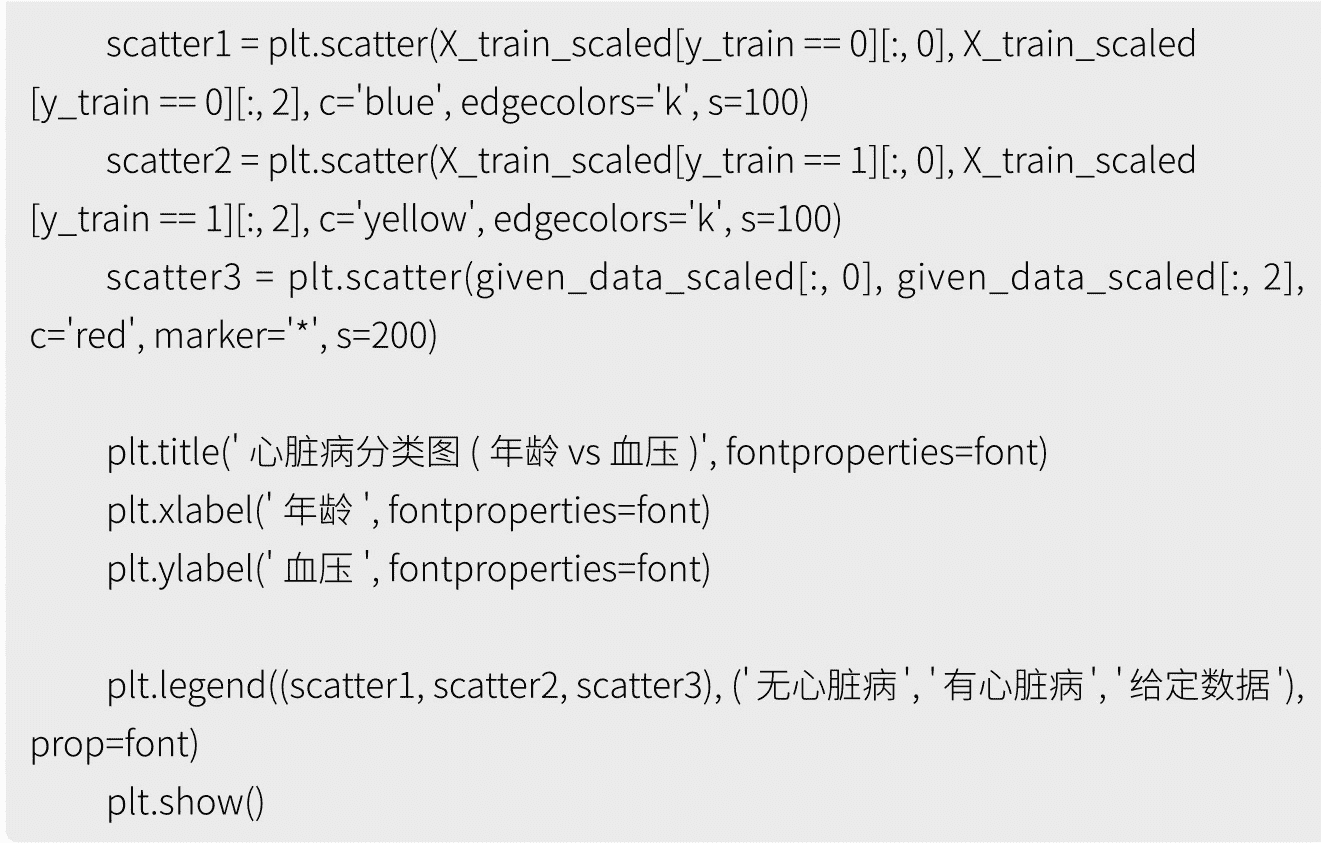 scatter1 = plt.scatter(X_train_scaled[y_train == 0][:, 0], X_train_scaled
[y_train == 0][:, 2], c='blue', edgecolors='k', s=100)
scatter2 = plt.scatter(X_train_scaled[y_train == 1][:, 0], X_train_scaled
[y_train == 1][:, 2], c='yellow', edgecolors='k', s=100)
scatter3 = plt.scatter(given_data_scaled[:, 0], given_data_scaled[:, 2],
c='red', marker='*', s=200)
plt.title(' 心脏病分类图 ( 年龄 vs 血压 )', fontproperties=font)
plt.xlabel(' 年龄 ', fontproperties=font)
plt.ylabel(' 血压 ', fontproperties=font)
plt.legend((scatter1, scatter2, scatter3), (' 无心脏病 ', ' 有心脏病 ', ' 给定数据 '),
prop=font)
plt.show()